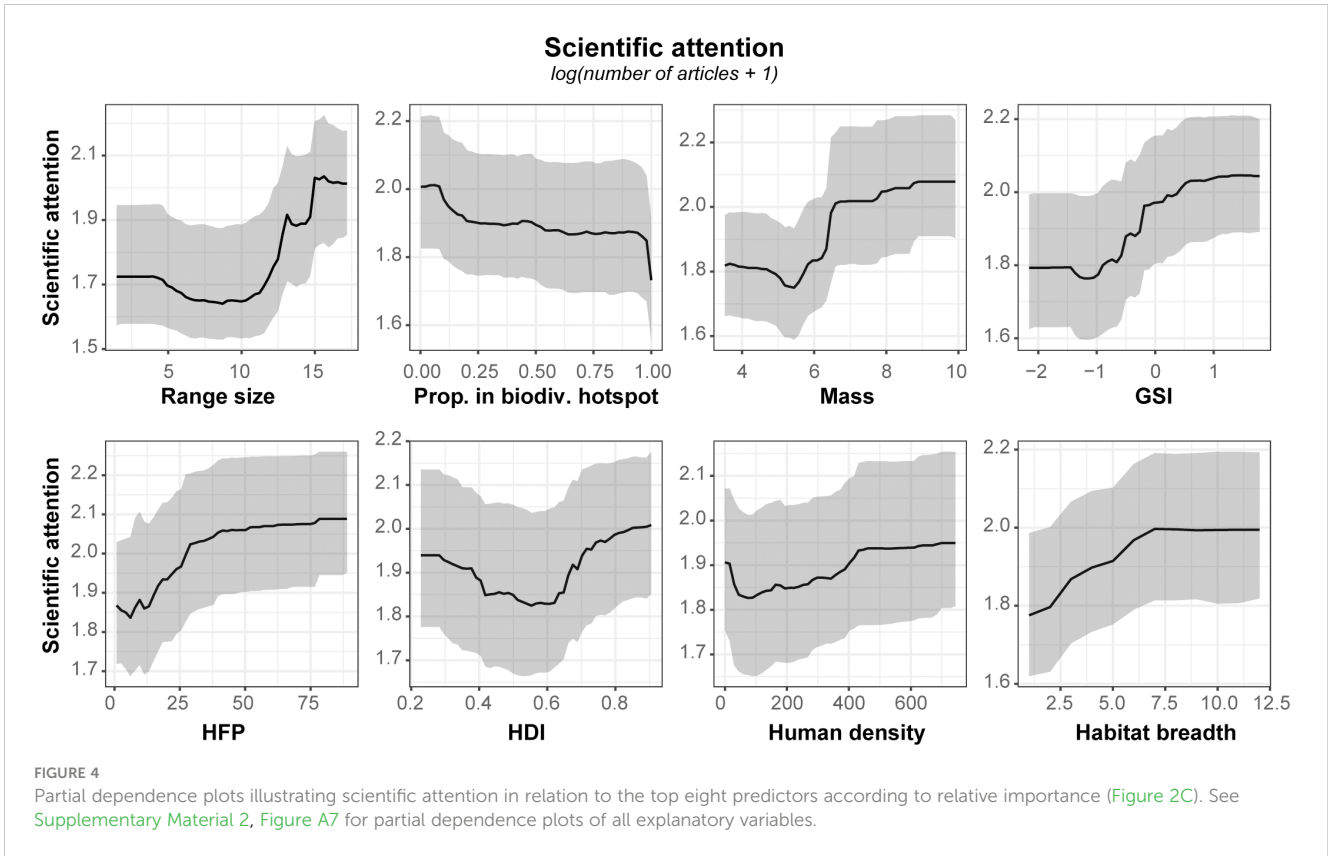 Scientific attention
log(number of articles + 1)
Scientific attention
2.1
1.9
1.7
1.5
5 10 15
Range size
2.2
2.0
1.8
1.6
0.00 0.25 0.50 0.75 1.00
Prop. in biodiv. hotspot
2.2
2.0
1.8
1.6
4 6 8 10
Mass
2.2
2.0
1.8
1.6
−2 −1 0 1
GSI
Scientific attention
2.2
2.1
2.0
1.9
1.8
1.7
0 25 50 75
HFP
2.2
2.1
2.0
1.9
1.8
1.7
0.2 0.4 0.6 0.8
HDI
2.1
2.0
1.9
1.8
1.7
0 200 400 600
Human density
2.2
2.0
1.8
1.6
2.5 5.0 7.5 10.0 12.5
Habitat breadth
FIGURE 4
Partial dependence plots illustrating scientific attention in relation to the top eight predictors according to relative importance (Figure 2C). See
Supplementary Material 2, Figure A7 for partial dependence plots of all explanatory variables.